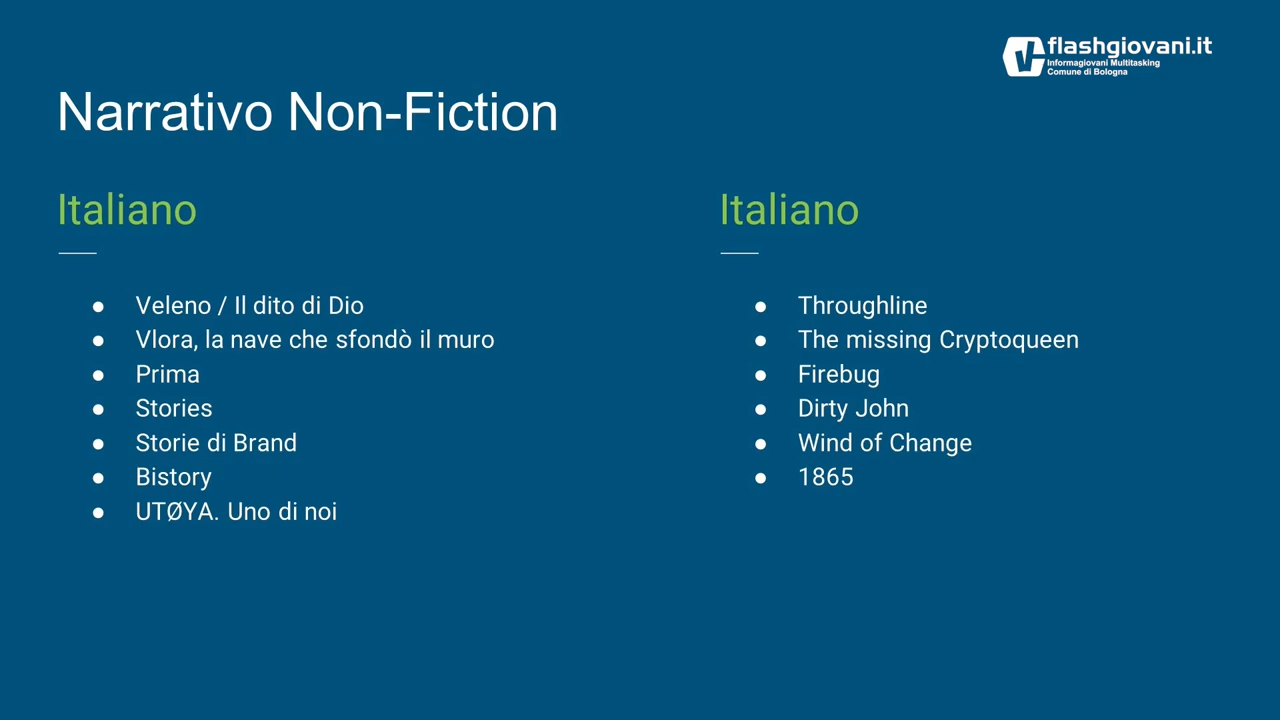 flashgiovani.it
Informagiovani Multitasking
Comune di Bologna
Narrativo Non-Fiction
Italiano
● Veleno / Il dito di Dio
● Vlora, la nave che sfondò il muro
● Prima
● Stories
● Storie di Brand
● Bistory
● UTØYA. Uno di noi
Italiano
● Throughline
● The missing Cryptoqueen
● Firebug
● Dirty John
● Wind of Change
● 1865